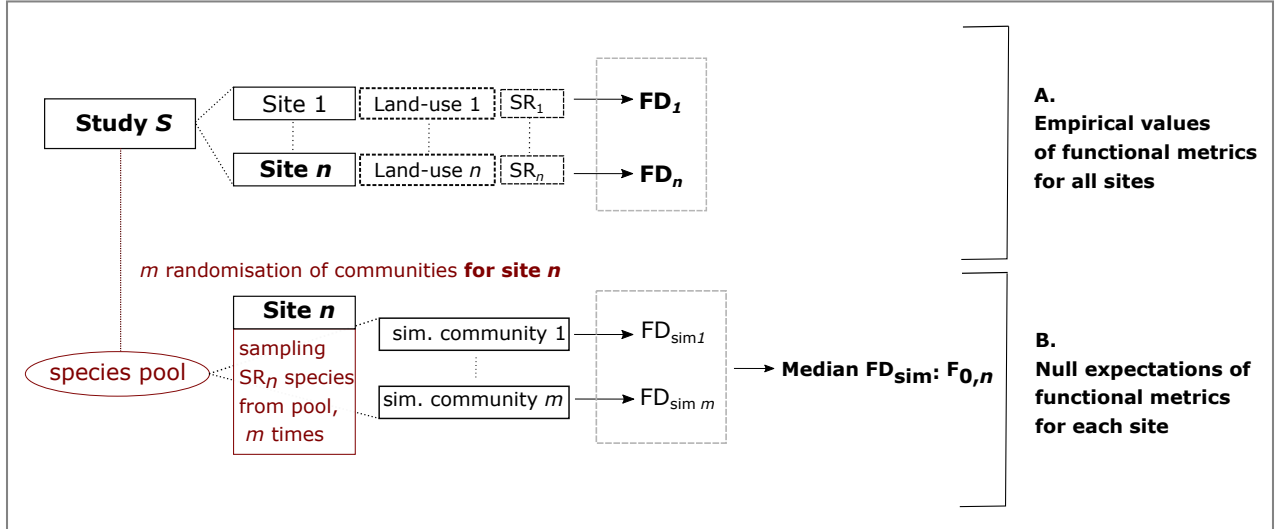 Study S
Site 1
Land-use 1
SR1
FD1
Site n
Land-use n
SRn
FDn
A.
Empirical values
of functional metrics
for all sites
m randomisation of communities for site n
species pool
Site n
sampling
SRn species
from pool,
m times
sim. community 1
FDsim1
sim. community m
FDsim m
Median FDsim: F0,n
B.
Null expectations of
functional metrics
for each site